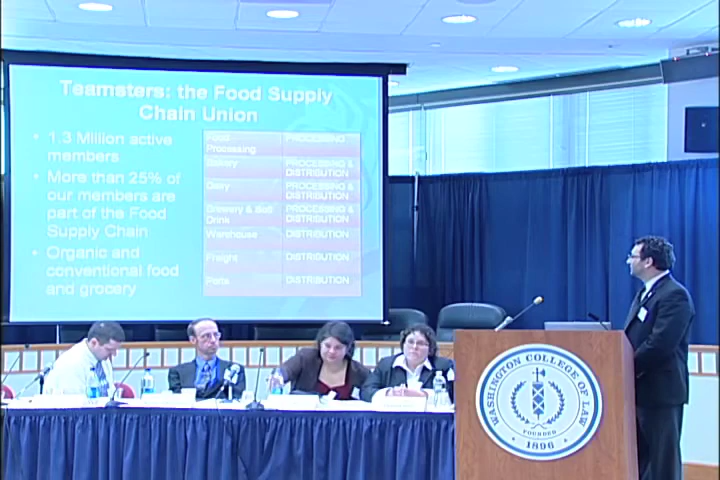 Teamsters: the Food Supply
Chain Union
• 1.3 Million active
members
• More than 25% of
our members are
part of the Food
Supply Chain
• Organic and
conventional food
and grocery
Food
Processing
PROCESSING
Bakery
PROCESSING &
DISTRIBUTION
Dairy
PROCESSING &
DISTRIBUTION
Brewery & Soft
Drink
PROCESSING &
DISTRIBUTION
Warehouse
DISTRIBUTION
Freight
DISTRIBUTION
Ports
DISTRIBUTION
WASHINGTON COLLEGE OF LAW
FOUNDED
1896